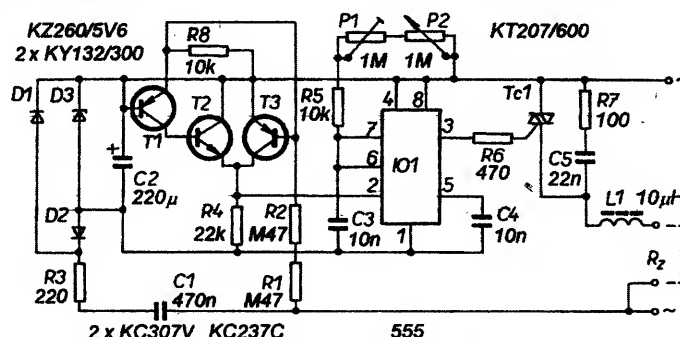 KZ260/5V6
2 x KY132/300
KT207/600
P1
P2
1M
1M
R8
10k
D1
D3
T1
T2
T3
R5
10k
4
8
7
3
6
2
5
1
IO1
Tc1
R7
100
R6
470
C5
22n
L1
10µH
C2
220µ
+
D2
R4
22k
R2
M47
C3
10n
C4
10n
R3
220
C1
470n
R1
M47
Rz
~
~
2 x KC307V
KC237C
555